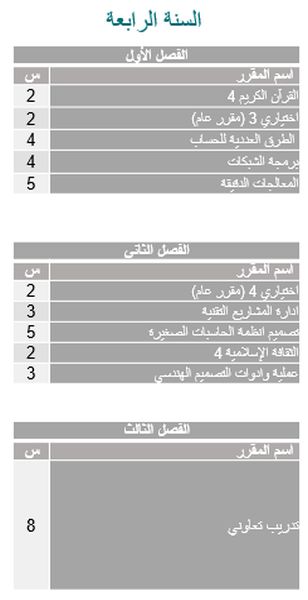 السنة الرابعة
الفصل الأول
اسم المقرر س
القرآن الكريم 4 2
اختياري 3 (مقرر عام) 2
الطرق العددية للحساب 4
برمجة الشبكات 4
المعالجات الدقيقة 5
الفصل الثاني
اسم المقرر س
اختياري 4 (مقرر عام) 2
ادارة المشاريع التقنية 3
تصميم انظمة الحاسبات الصغيرة 5
الثقافة الإسلامية 4 2
عملية وادوات التصميم الهندسي 3
الفصل الثالث
اسم المقرر س
تدريب تعاوني 8